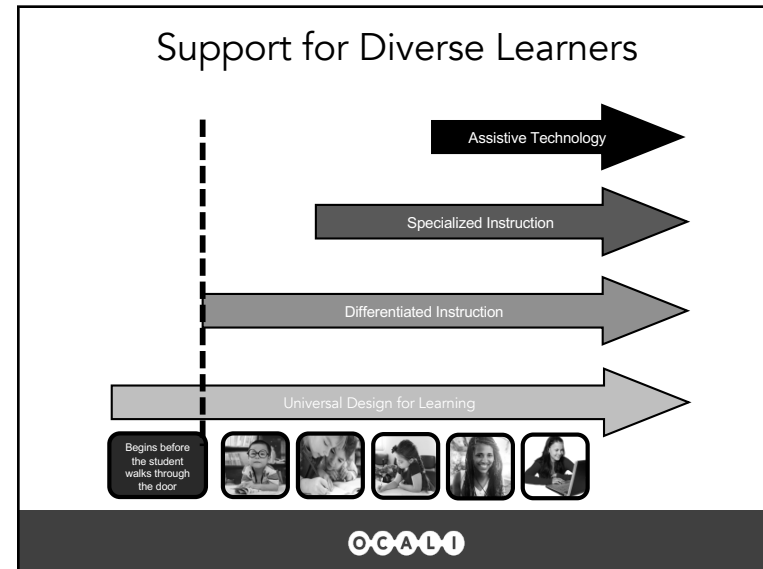 Support for Diverse Learners
Assistive Technology
Specialized Instruction
Differentiated Instruction
Universal Design for Learning
Begins before
the student
walks through
the door
OCALI